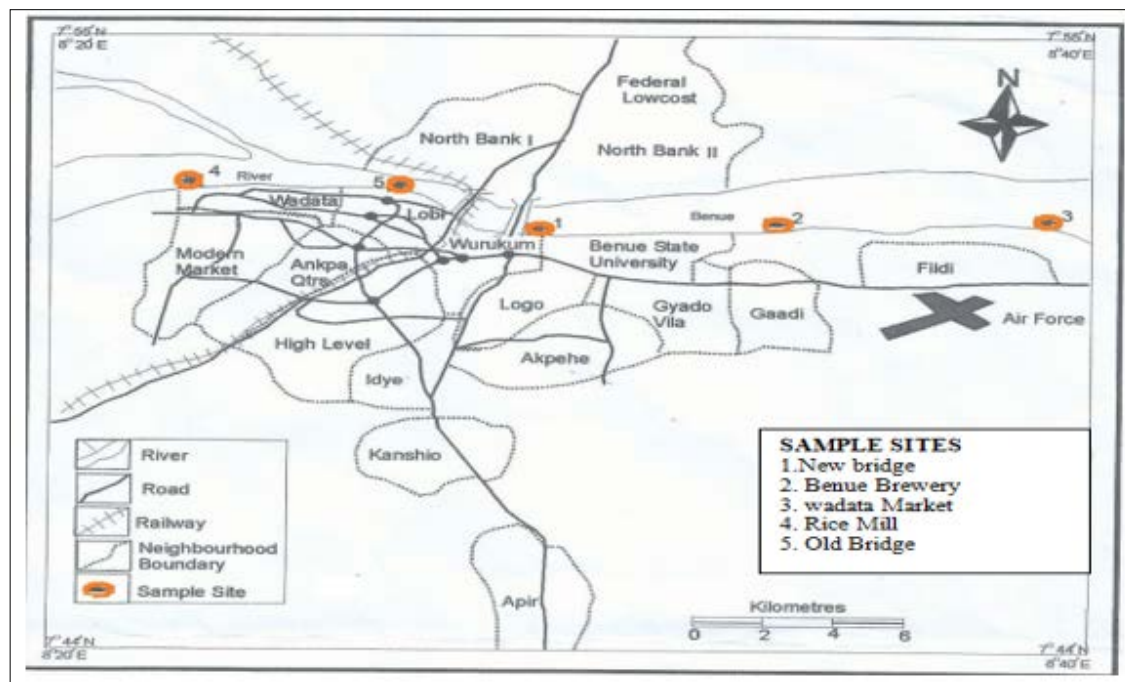 7°55'N
8°20'E
7°55'N
8°40'E
N
Federal
Lowcost
North Bank I
North Bank II
4
River
5
Wadata
Lobi
1
Benue
2
3
Wurukum
Modern
Market
Ankpa
Qtrs
Benue State
University
Fildi
Logo
Gyado
Vila
Gaadi
Air Force
High Level
Akpehe
Idye
Kanshio
Apir
River
Road
Railway
Neighbourhood
Boundary
Sample Site
SAMPLE SITES
1.New bridge
2. Benue Brewery
3. wadata Market
4. Rice Mill
5. Old Bridge
Kilometres
0 2 4 6
7°44'N
8°20'E
7°44'N
8°40'E